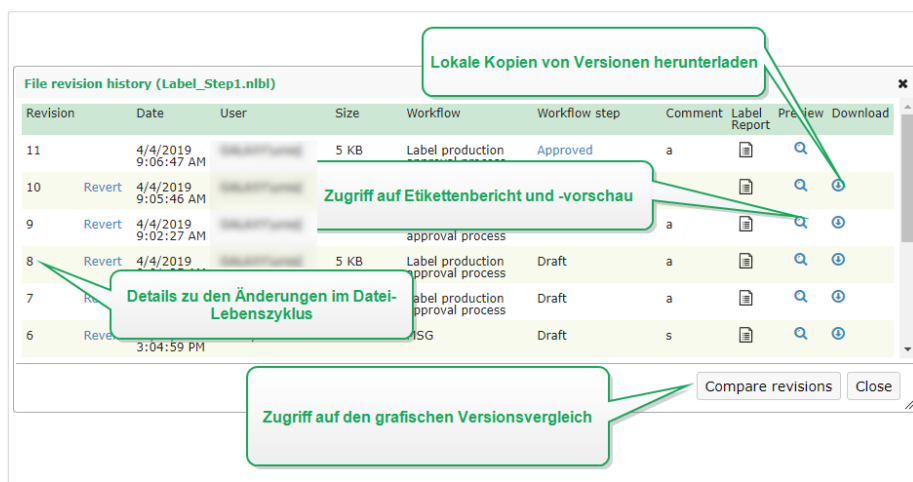 Lokale Kopien von Versionen herunterladen
File revision history (Label_Step1.nlbl)
Revision Date User Size Workflow Workflow step Comment Label Report Preview Download
11 4/4/2019 9:06:47 AM 5 KB Label production approval process Approved a
10 Revert 4/4/2019 9:05:46 AM
Zugriff auf Etikettenbericht und -vorschau
9 Revert 4/4/2019 9:02:27 AM approval process a
8 Revert 4/4/2019 5 KB Label production approval process Draft a
Details zu den Änderungen im Datei-
Lebenszyklus
7 Label production approval process Draft a
6 Revert 3:04:59 PM MSG Draft s
Compare revisions Close
Zugriff auf den grafischen Versionsvergleich